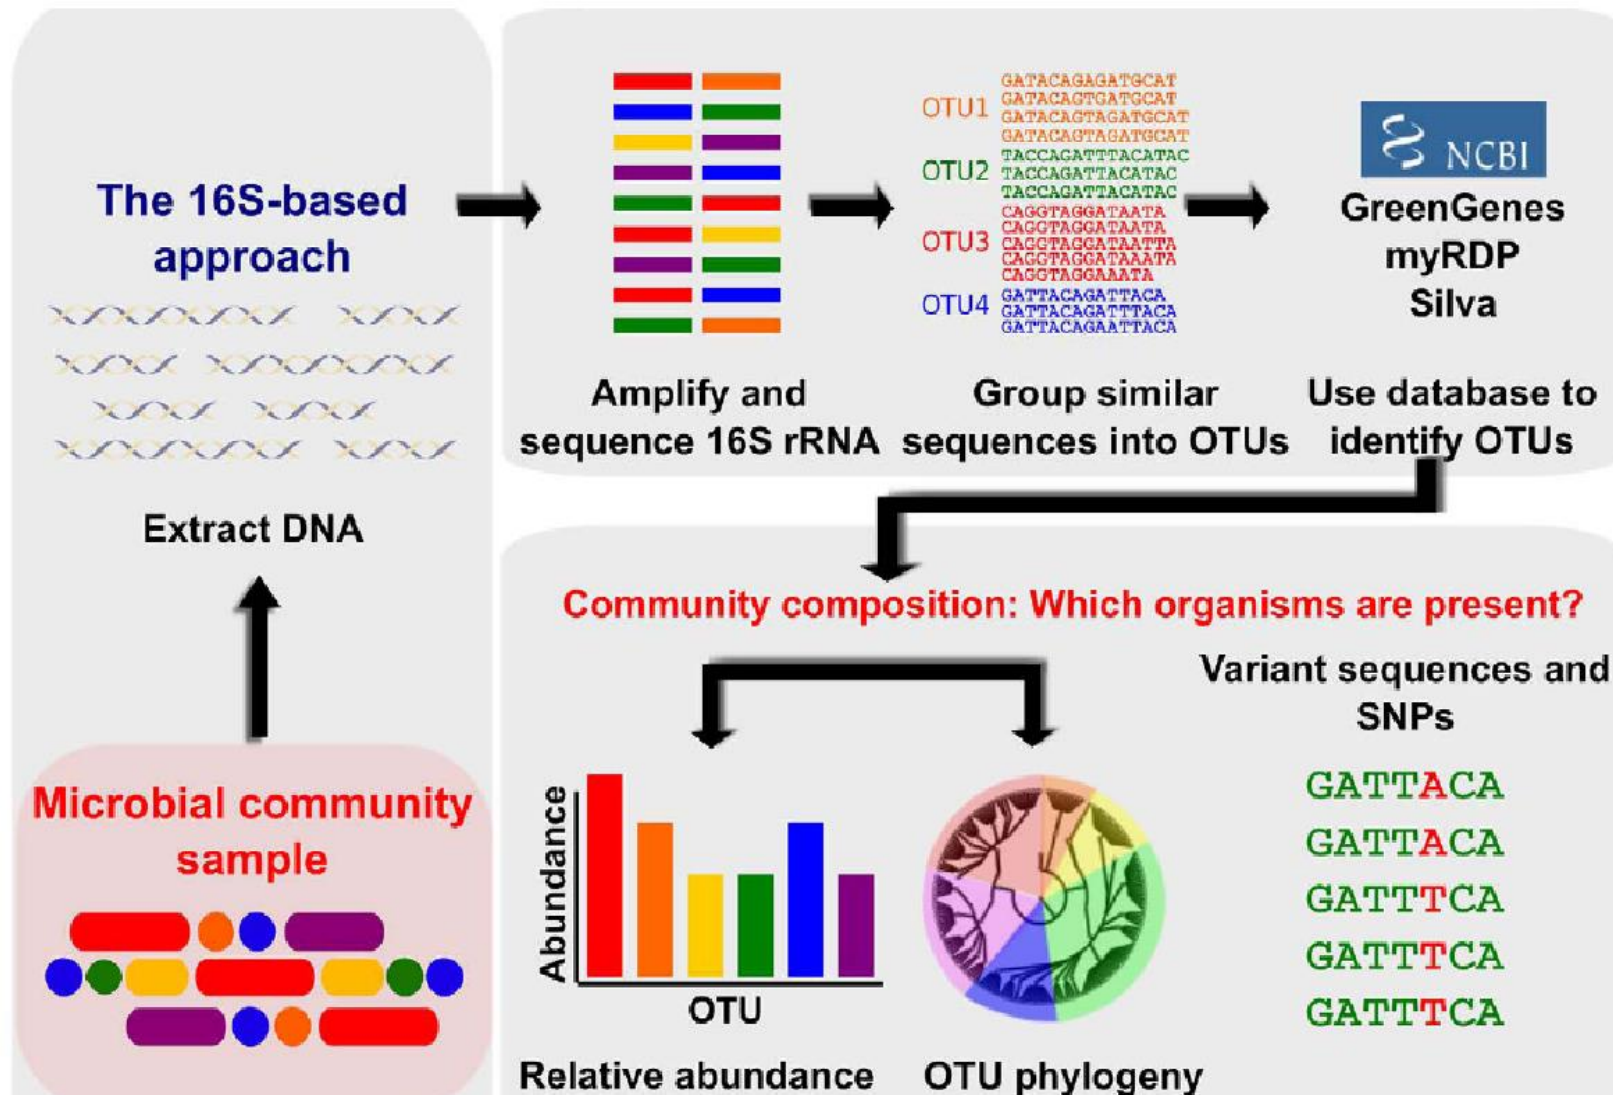 The 16S-based
approach
Extract DNA
Microbial community
sample
OTU1
GATACAGAGATGCAT
GATACAGTGATGCAT
GATACAGTAGATGCAT
GATACAGTAGATGCAT
OTU2
TACCAGATTTACATAC
TACCAGATTACATAC
TACCAGATTACATAC
OTU3
CAGGTAGGATAATA
CAGGTAGGATAATA
CAGGTAGGATAATTA
CAGGTAGGATAAATA
CAGGTAGGAAATA
OTU4
GATTACAGATTACA
GATTACAGATTTACA
GATTACAGAATTACA
NCBI
GreenGenes
myRDP
Silva
Amplify and
sequence 16S rRNA
Group similar
sequences into OTUs
Use database to
identify OTUs
Community composition: Which organisms are present?
Abundance
OTU
Relative abundance
OTU phylogeny
Variant sequences and
SNPs
GATTACA
GATTACA
GATTTCA
GATTTCA
GATTTCA